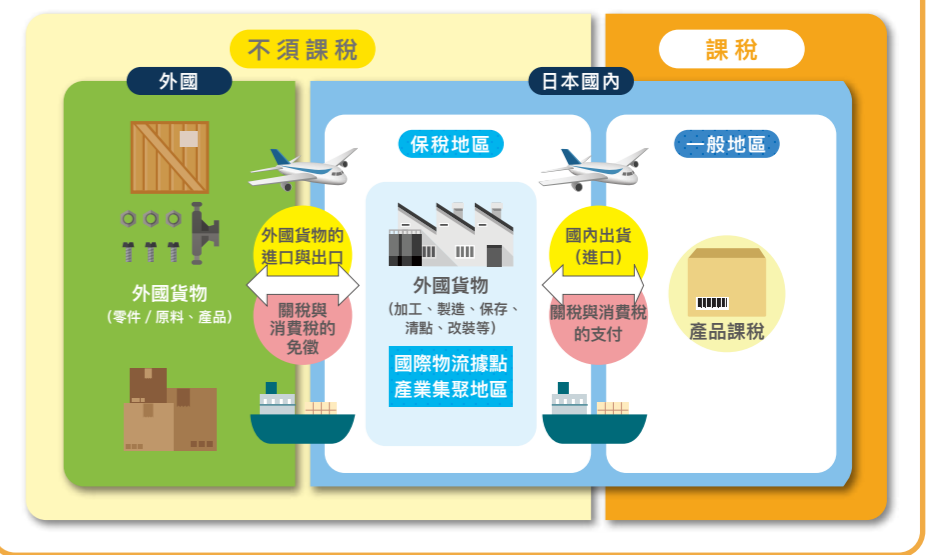 不須課稅
課稅
外國
日本國內
保稅地區
一般地區
外國貨物
(零件 / 原料、產品)
外國貨物的
進口與出口
關稅與
消費稅的
免徵
外國貨物
(加工、製造、保存、
清點、改裝等)
國際物流據點
產業集聚地區
國內出貨
(進口)
關稅與消費稅
的支付
產品課稅